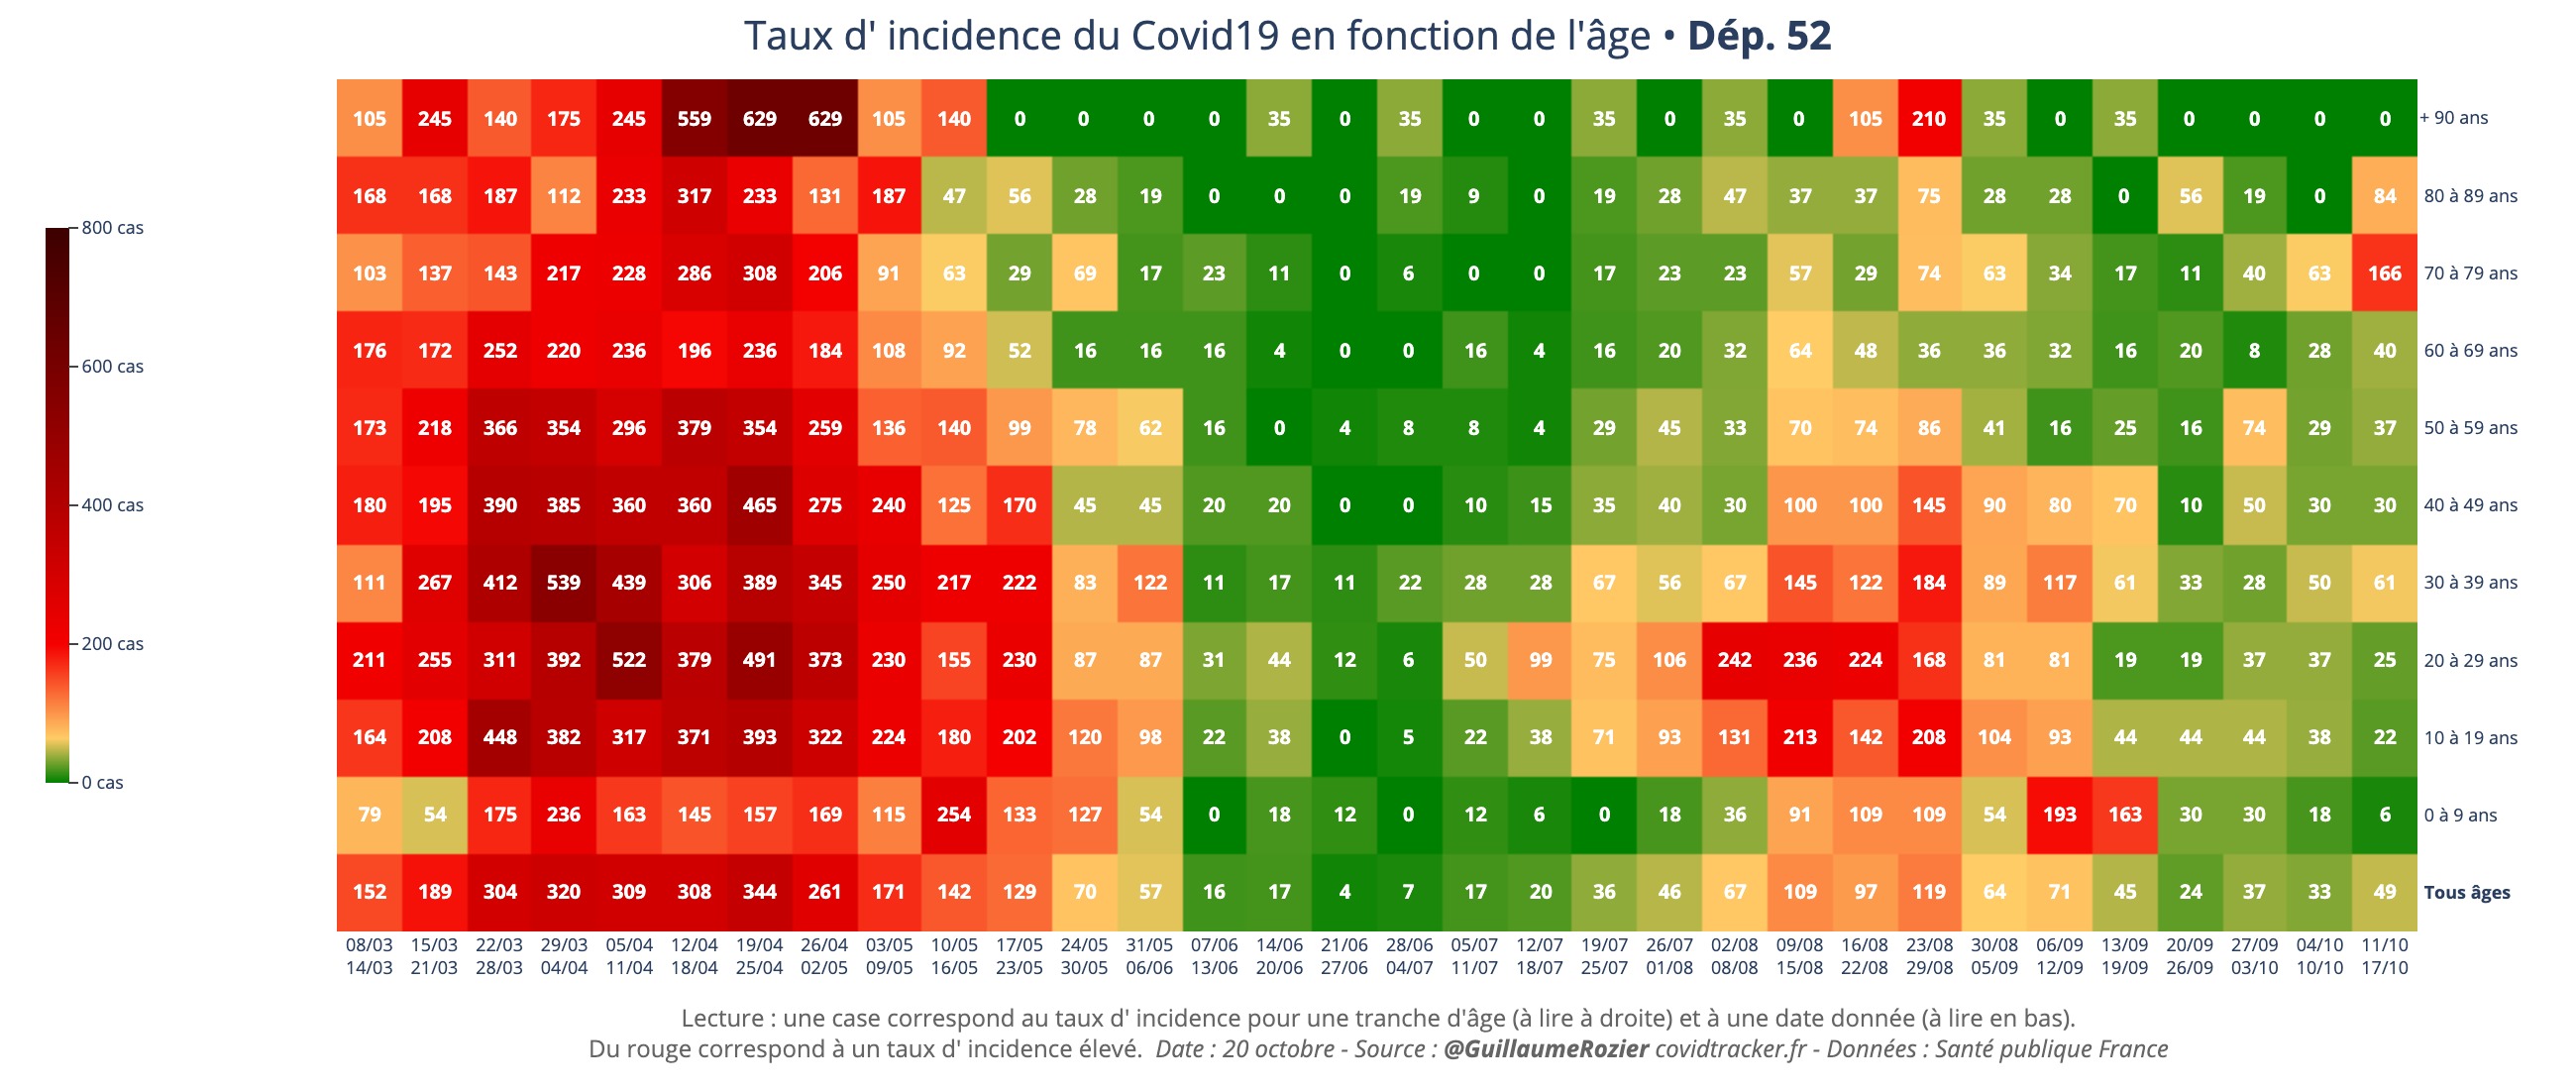 Taux d' incidence du Covid19 en fonction de l'âge • Dép. 52
800 cas
600 cas
400 cas
200 cas
0 cas
105 245 140 175 245 559 629 629 105 140 0 0 0 0 35 0 35 0 0 35 0 35 0 105 210 35 0 35 0 0 0 0 + 90 ans
168 168 187 112 233 317 233 131 187 47 56 28 19 0 0 0 19 9 0 19 28 47 37 37 75 28 28 0 56 19 0 84 80 à 89 ans
103 137 143 217 228 286 308 206 91 63 29 69 17 23 11 0 6 0 0 17 23 23 57 29 74 63 34 17 11 40 63 166 70 à 79 ans
176 172 252 220 236 196 236 184 108 92 52 16 16 16 4 0 0 16 4 16 20 32 64 48 36 36 32 16 20 8 28 40 60 à 69 ans
173 218 366 354 296 379 354 259 136 140 99 78 62 16 0 4 8 8 4 29 45 33 70 74 86 41 16 25 16 74 29 37 50 à 59 ans
180 195 390 385 360 360 465 275 240 125 170 45 45 20 20 0 0 10 15 35 40 30 100 100 145 90 80 70 10 50 30 30 40 à 49 ans
111 267 412 539 439 306 389 345 250 217 222 83 122 11 17 11 22 28 28 67 56 67 145 122 184 89 117 61 33 28 50 61 30 à 39 ans
211 255 311 392 522 379 491 373 230 155 230 87 87 31 44 12 6 50 99 75 106 242 236 224 168 81 81 19 19 37 37 25 20 à 29 ans
164 208 448 382 317 371 393 322 224 180 202 120 98 22 38 0 5 22 38 71 93 131 213 142 208 104 93 44 44 44 38 22 10 à 19 ans
79 54 175 236 163 145 157 169 115 254 133 127 54 0 18 12 0 12 6 0 18 36 91 109 109 54 193 163 30 30 18 6 0 à 9 ans
152 189 304 320 309 308 344 261 171 142 129 70 57 16 17 4 7 17 20 36 46 67 109 97 119 64 71 45 24 37 33 49 Tous âges
08/03 15/03 22/03 29/03 05/04 12/04 19/04 26/04 03/05 10/05 17/05 24/05 31/05 07/06 14/06 21/06 28/06 05/07 12/07 19/07 26/07 02/08 09/08 16/08 23/08 30/08 06/09 13/09 20/09 27/09 04/10 11/10
14/03 21/03 28/03 04/04 11/04 18/04 25/04 02/05 09/05 16/05 23/05 30/05 06/06 13/06 20/06 27/06 04/07 11/07 18/07 25/07 01/08 08/08 15/08 22/08 29/08 05/09 12/09 19/09 26/09 03/10 10/10 17/10
Lecture : une case correspond au taux d' incidence pour une tranche d'âge (à lire à droite) et à une date donnée (à lire en bas).
Du rouge correspond à un taux d' incidence élevé. Date : 20 octobre - Source : @GuillaumeRozier covidtracker.fr - Données : Santé publique France